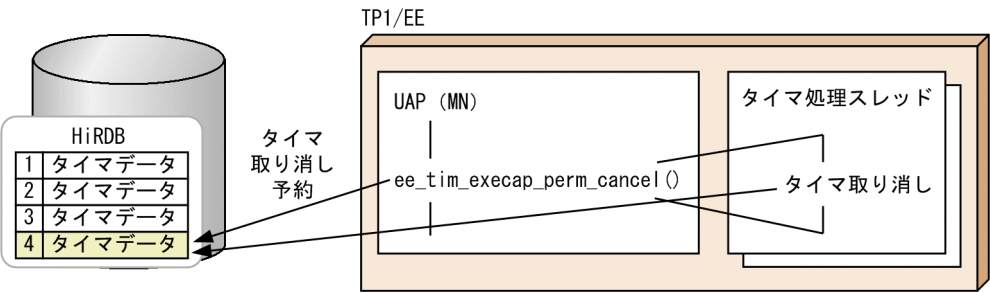 TP1/EE
HiRDB
1 タイマデータ
2 タイマデータ
3 タイマデータ
4 タイマデータ
タイマ
取り消し
予約
UAP (MN)
ee_tim_execap_perm_cancel()
タイマ処理スレッド
タイマ取り消し